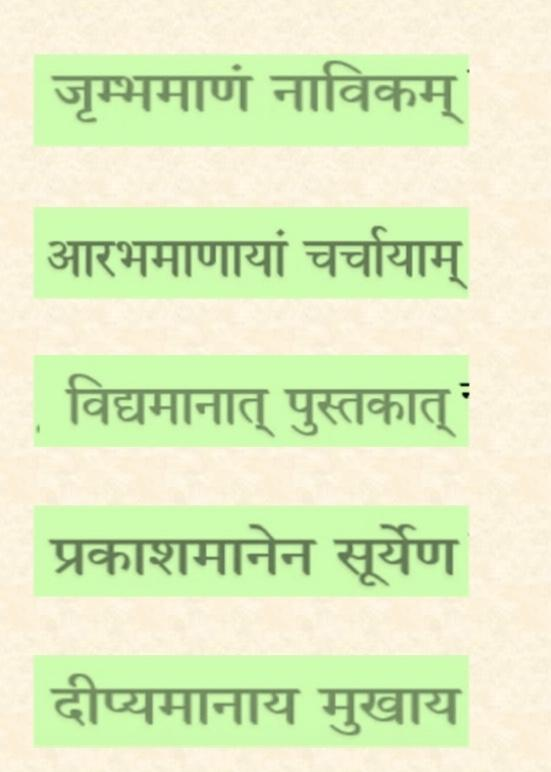 जृम्भमाणं नाविकम्
आरभमाणायां चर्चायाम्
विद्यमानात् पुस्तकात्
प्रकाशमानेन सूर्येण
दीप्यमानाय मुखाय